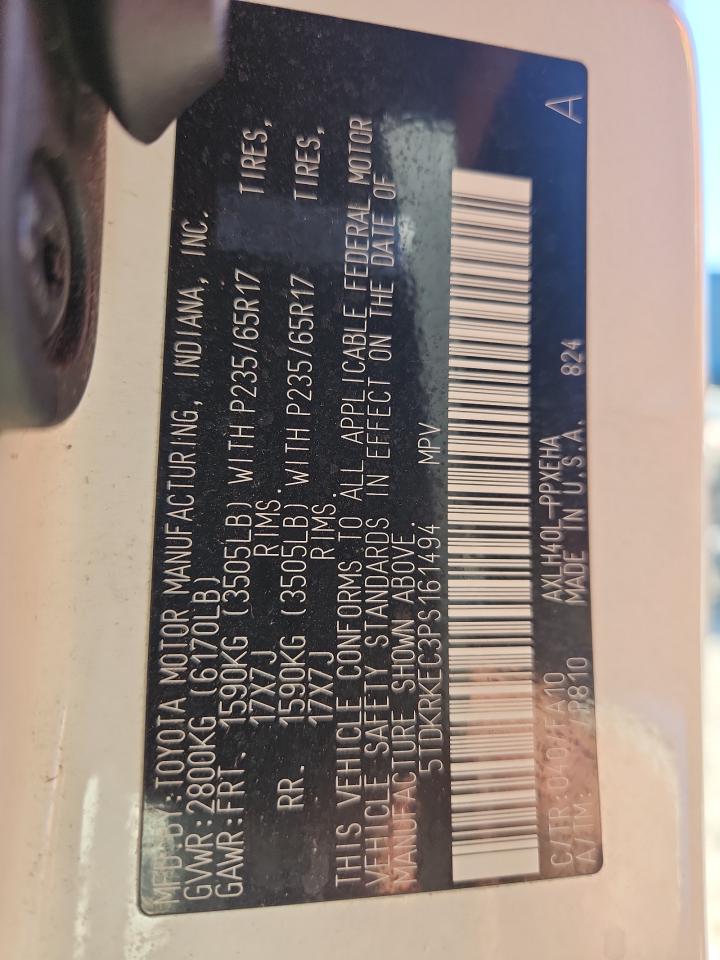 MFD.BY:TOYOTA MOTOR MANUFACTURING, INDIANA, INC.
GVWR:2800KG (6170LB)
GAWR:FRT. 1590KG (3505LB) WITH P235/65R17 TIRES,
17X7J RIMS.
RR. 1590KG (3505LB) WITH P235/65R17 TIRES,
17X7J RIMS.
THIS VEHICLE CONFORMS TO ALL APPLICABLE FEDERAL MOTOR
VEHICLE SAFETY STANDARDS IN EFFECT ON THE DATE OF
MANUFACTURE SHOWN ABOVE.
5TDKRKEC3PS161494 MPV
C/TR:040/EA10 AXLH40L-PPXEHA
A/TM: P810 MADE IN U.S.A. 824 A